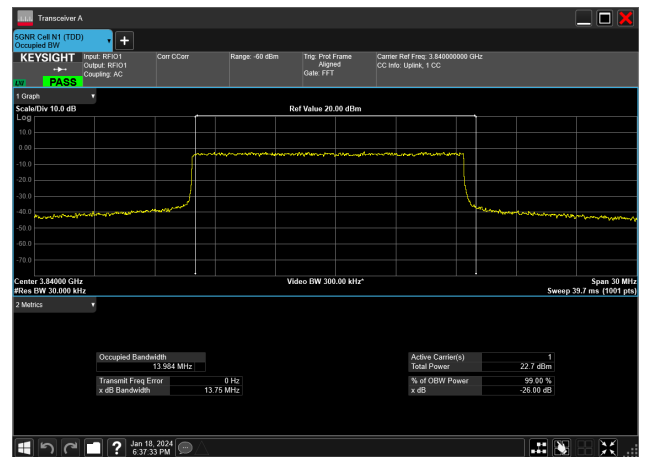 Transceiver A
5GNR Cell N1 (TDD)
Occupied BW
KEYSIGHT
Input: RFIO1
Output: RFIO1
Coupling: AC
Corr CCorr
Range: -60 dBm
Trig: Prot Frame
Aligned
Gate: FFT
Carrier Ref Freq: 3.840000000 GHz
CC Info: Uplink, 1 CC
PASS
1 Graph
Scale/Div 10.0 dB
Ref Value 20.00 dBm
Log
10.0
0.00
-10.0
-20.0
-30.0
-40.0
-50.0
-60.0
-70.0
Center 3.84000 GHz
Video BW 300.00 kHz*
Span 30 MHz
#Res BW 30.000 kHz
Sweep 39.7 ms (1001 pts)
2 Metrics
Occupied Bandwidth
13.984 MHz
Active Carrier(s) 1
Total Power 22.7 dBm
Transmit Freq Error 0 Hz
x dB Bandwidth 13.75 MHz
% of OBW Power 99.00 %
x dB -26.00 dB
Jan 18, 2024
6:37:33 PM